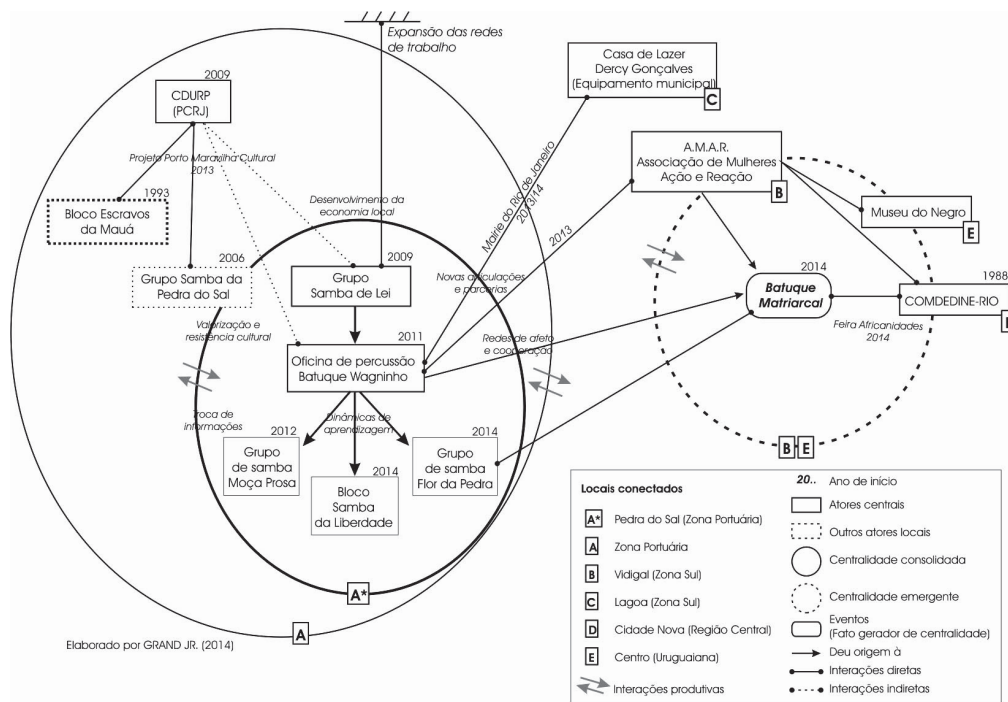 Expansão das redes
de trabalho
Casa de Lazer
Dercy Gonçalves
(Equipamento municipal)
C
2009
CDURP
(PCRJ)
Projeto Porto Maravilha Cultural
2013
1993
Bloco Escravos
da Mauá
Mairie do Rio de Janeiro
2013/14
A.M.A.R.
Associação de Mulheres
Ação e Reação
B
Museu do Negro
E
Desenvolvimento da
economia local
2013
2006
Grupo Samba da
Pedra do Sal
2009
Grupo
Samba de Lei
Novas articulações
e parcerias
2014
Batuque
Matriarcal
1988
COMDEDINE-RIO
Feira Africanidades
2014
Valorização e
resistência cultural
2011
Oficina de percussão
Batuque Wagninho
Redes de afeto
e cooperação
Troca de
informações
Dinâmicas de
aprendizagem
2012
Grupo
de samba
Moça Prosa
2014
Bloco
Samba
da Liberdade
2014
Grupo
de samba
Flor da Pedra
B E
A*
A
Elaborado por GRAND JR. (2014)
Locais conectados
A* Pedra do Sal (Zona Portuária)
A Zona Portuária
B Vidigal (Zona Sul)
C Lagoa (Zona Sul)
D Cidade Nova (Região Central)
E Centro (Uruguaiana)
Interações produtivas
20.. Ano de início
Atores centrais
Outros atores locais
Centralidade consolidada
Centralidade emergente
Eventos
(Fato gerador de centralidade)
Deu origem à
Interações diretas
Interações indiretas